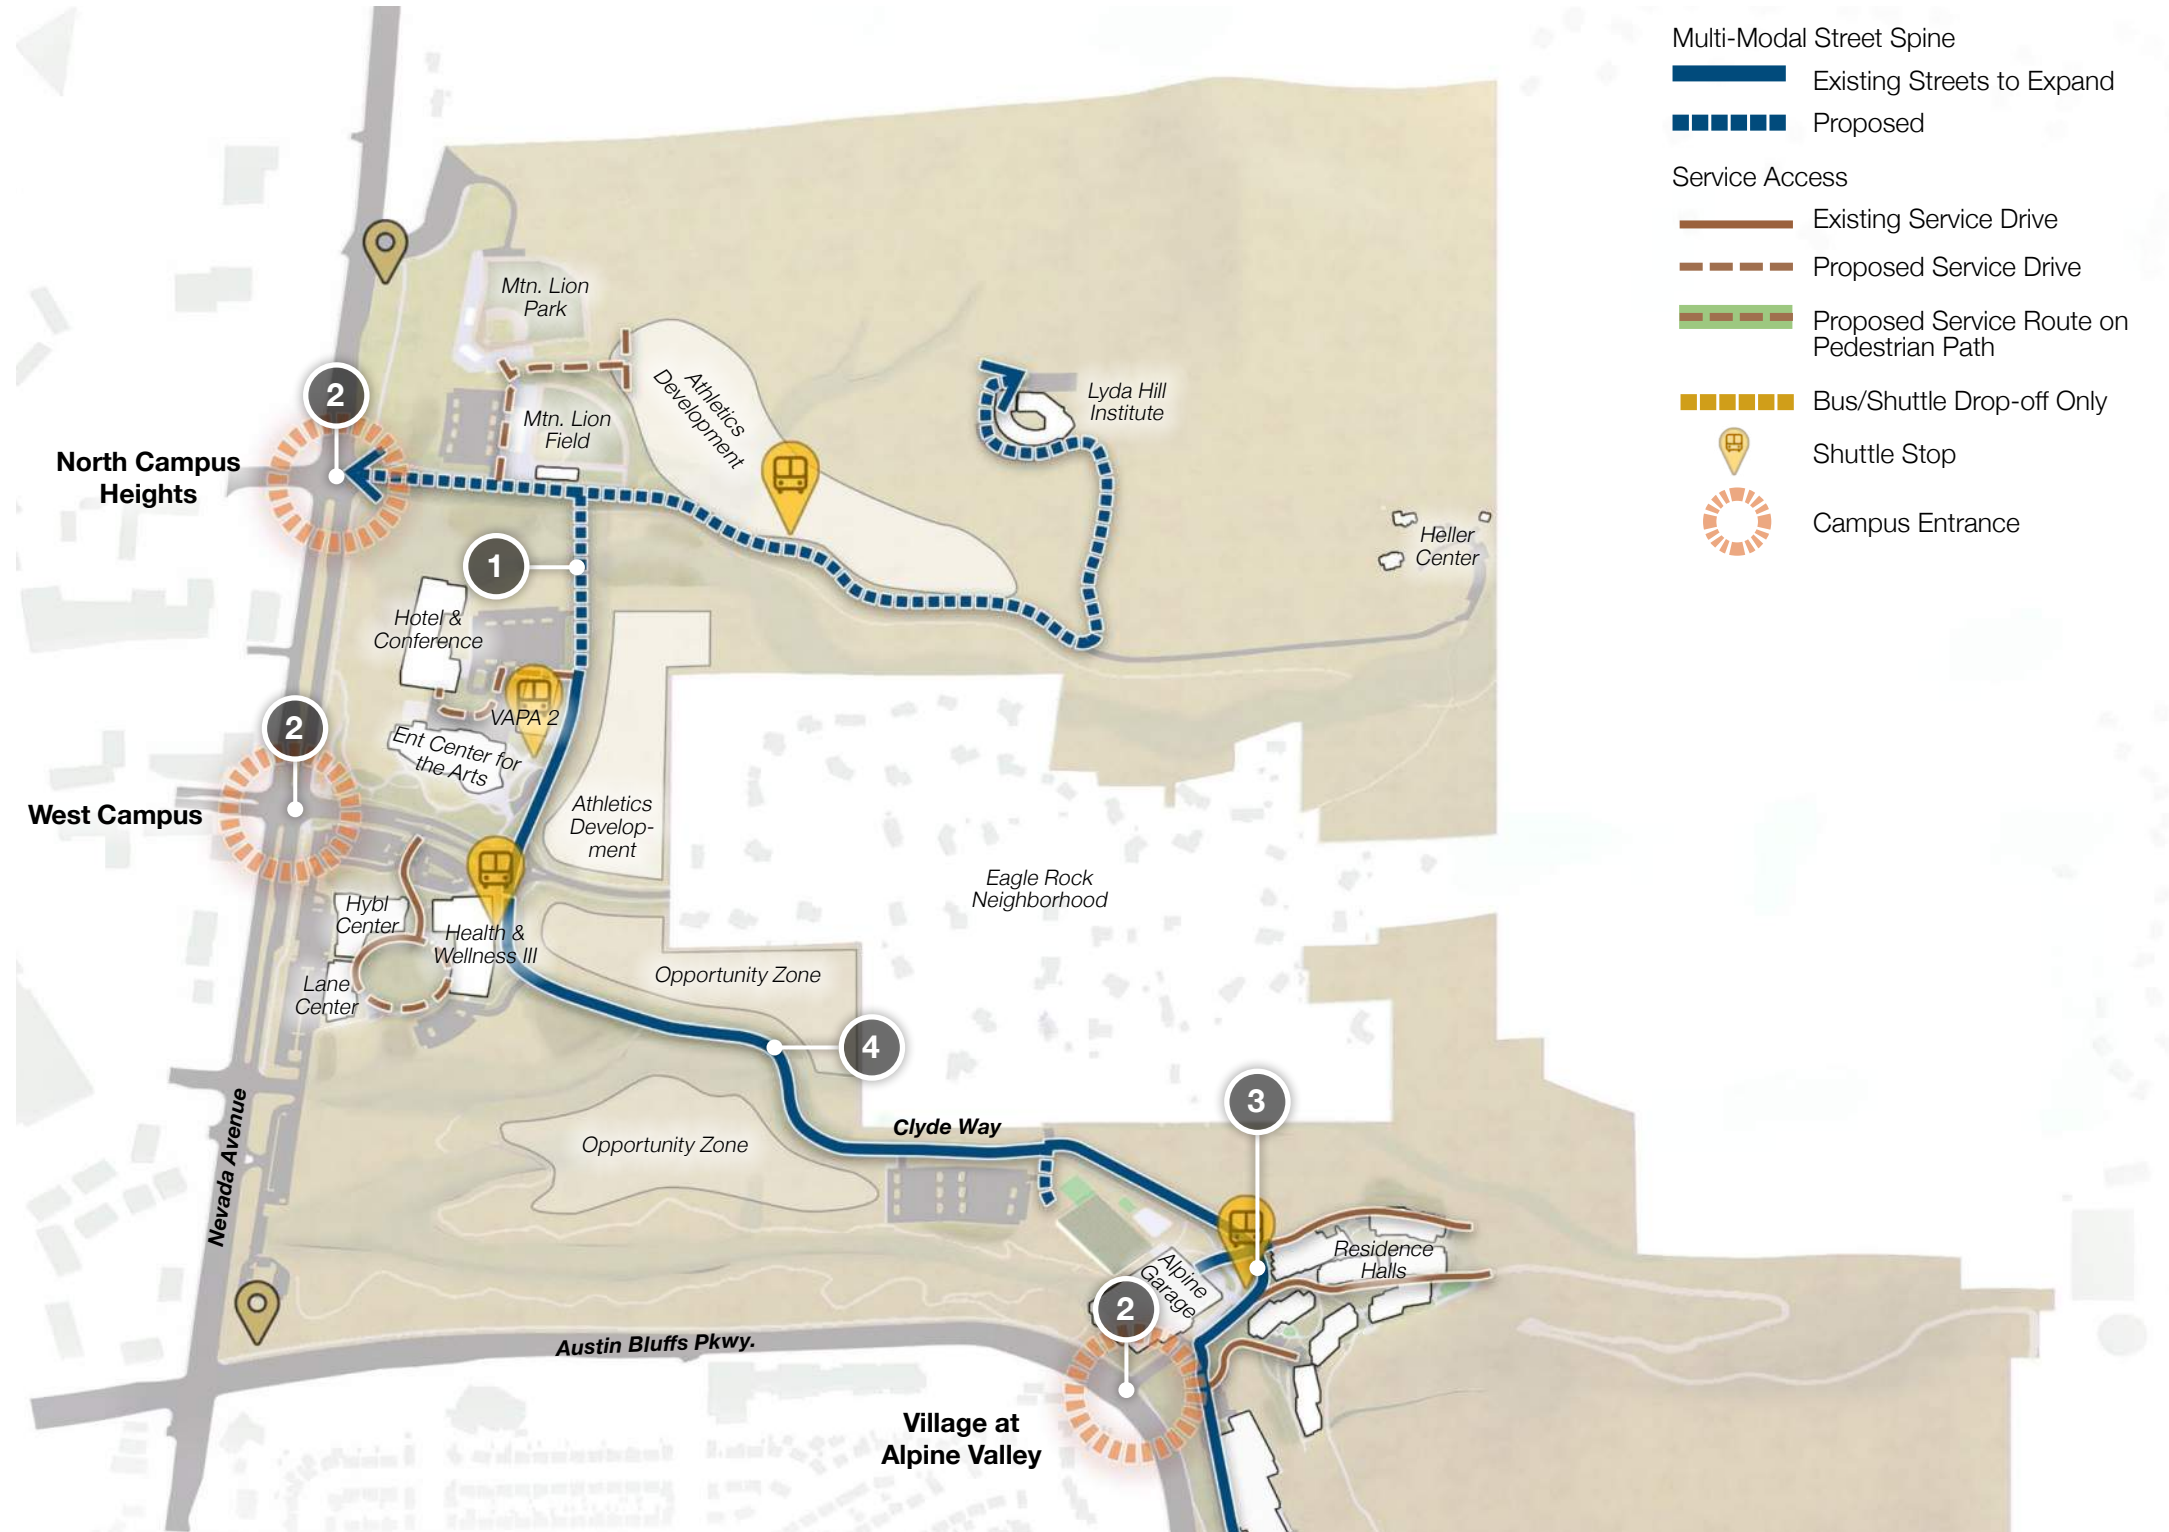 Multi-Modal Street Spine
Existing Streets to Expand
Proposed
Service Access
Existing Service Drive
Proposed Service Drive
Proposed Service Route on
Pedestrian Path
Bus/Shuttle Drop-off Only
Shuttle Stop
Campus Entrance
Mtn. Lion
Park
Athletics
Development
Mtn. Lion
Field
Lyda Hill
Institute
2
North Campus
Heights
Heller
Center
1
Hotel &
Conference
VAPA 2
Ent Center for
the Arts
2
West Campus
Athletics
Develop-
ment
Eagle Rock
Neighborhood
Hybl
Center
Health &
Wellness III
Lane
Center
Opportunity Zone
4
3
Clyde Way
Opportunity Zone
Nevada Avenue
Residence
Halls
Alpine
Garage
2
Austin Bluffs Pkwy.
Village at
Alpine Valley